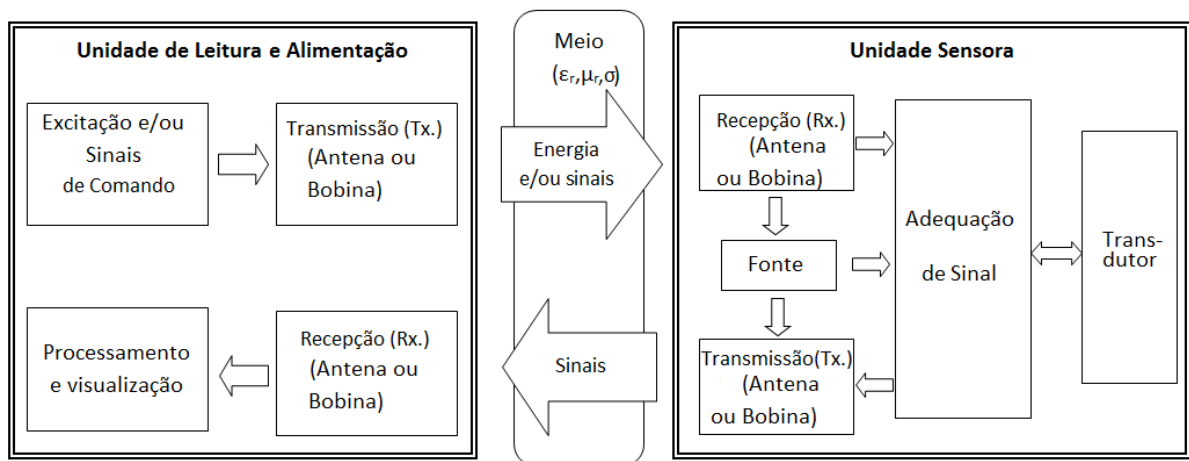 Unidade de Leitura e Alimentação
Excitação e/ou
Sinais
de Comando
Transmissão (Tx.)
(Antena ou
Bobina)
Processamento
e visualização
Recepção (Rx.)
(Antena ou
Bobina)
Meio
(εᵣ,μᵣ,σ)
Energia
e/ou sinais
Sinais
Unidade Sensora
Recepção (Rx.)
(Antena
ou Bobina)
Fonte
Transmissão(Tx.)
(Antena
ou Bobina)
Adequação
de Sinal
Trans-
dutor